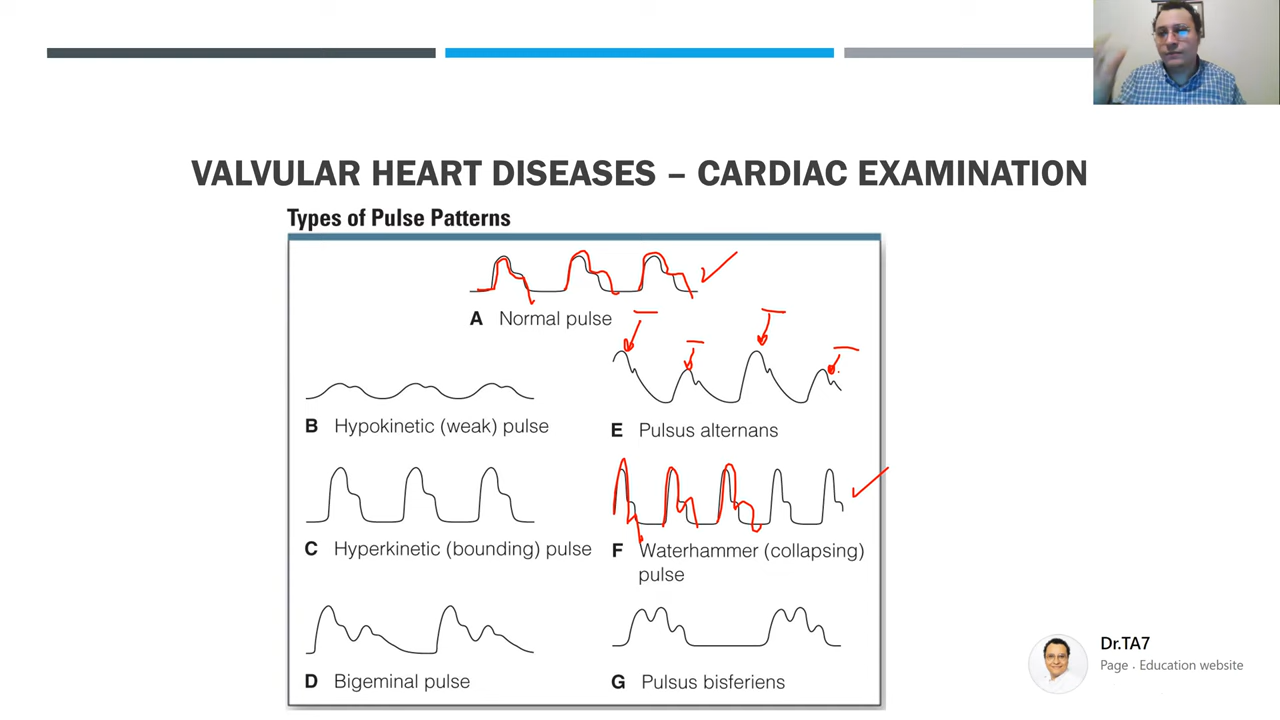 VALVULAR HEART DISEASES – CARDIAC EXAMINATION
Types of Pulse Patterns
A Normal pulse
B Hypokinetic (weak) pulse
E Pulsus alternans
C Hyperkinetic (bounding) pulse
F Waterhammer (collapsing)
pulse
D Bigeminal pulse
G Pulsus bisferiens
Dr.TA7
Page · Education website